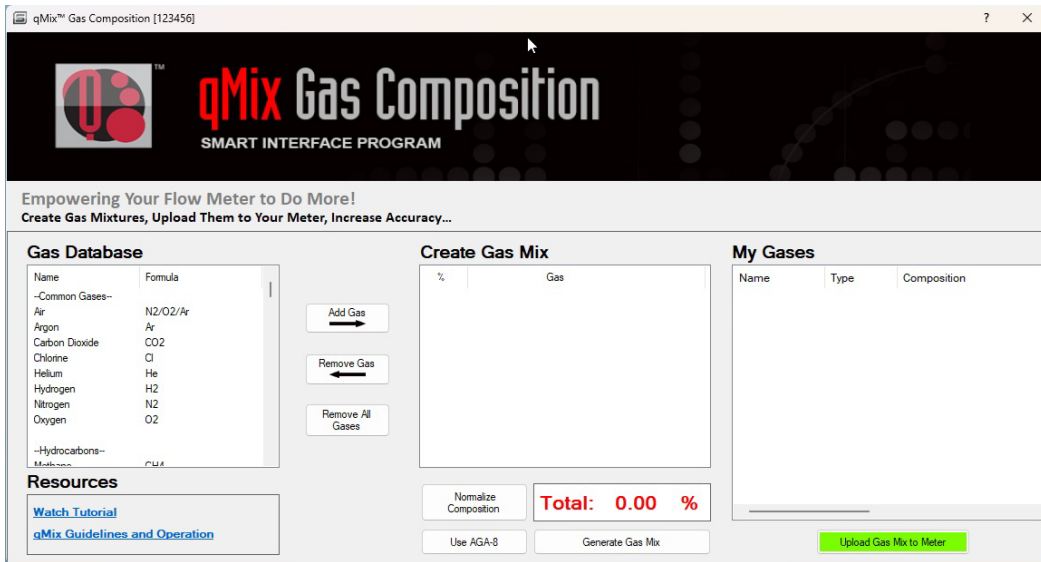 qMix™ Gas Composition [123456]
?
TM
qMix Gas Composition
SMART INTERFACE PROGRAM
Empowering Your Flow Meter to Do More!
Create Gas Mixtures, Upload Them to Your Meter, Increase Accuracy...
Gas Database
Name Formula
--Common Gases--
Air N2/O2/Ar
Argon Ar
Carbon Dioxide CO2
Chlorine Cl
Helium He
Hydrogen H2
Nitrogen N2
Oxygen O2
--Hydrocarbons--
Methane CH4
Resources
Watch Tutorial
qMix Guidelines and Operation
Add Gas
Remove Gas
Remove All
Gases
Create Gas Mix
% Gas
Normalize
Composition
Total: 0.00 %
Use AGA-8
Generate Gas Mix
My Gases
Name Type Composition
Upload Gas Mix to Meter